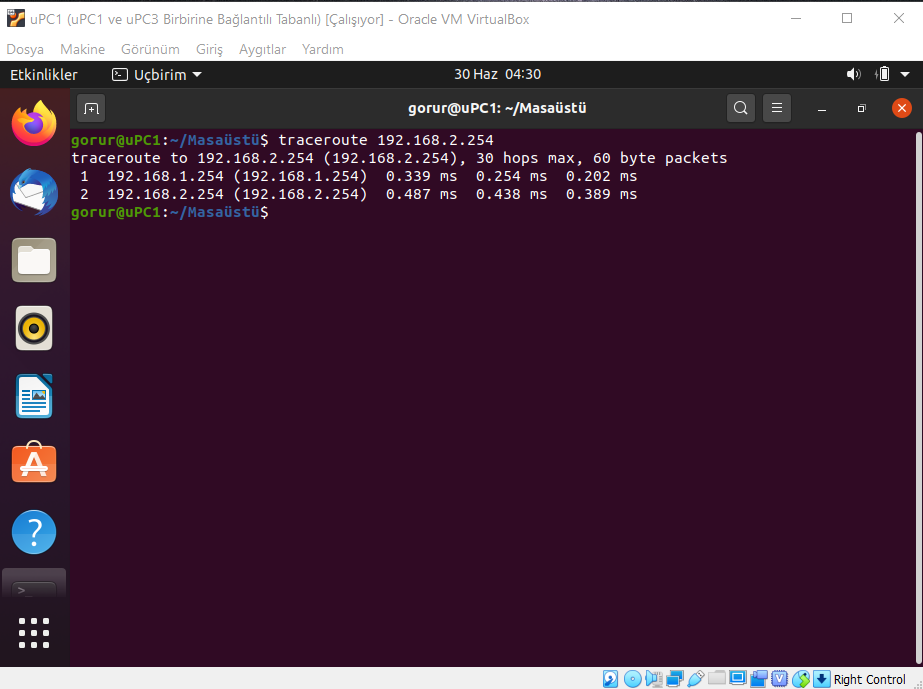 uPC1 (uPC1 ve uPC3 Birbirine Bağlantılı Tabanlı) [Çalışıyor] - Oracle VM VirtualBox
Dosya Makine Görünüm Giriş Aygıtlar Yardım
Etkinlikler Uçbirim 30 Haz 04:30
gorur@uPC1: ~/Masaüstü
gorur@uPC1:~/Masaüstü$ traceroute 192.168.2.254
traceroute to 192.168.2.254 (192.168.2.254), 30 hops max, 60 byte packets
1 192.168.1.254 (192.168.1.254) 0.339 ms 0.254 ms 0.202 ms
2 192.168.2.254 (192.168.2.254) 0.487 ms 0.438 ms 0.389 ms
gorur@uPC1:~/Masaüstü$
Right Control